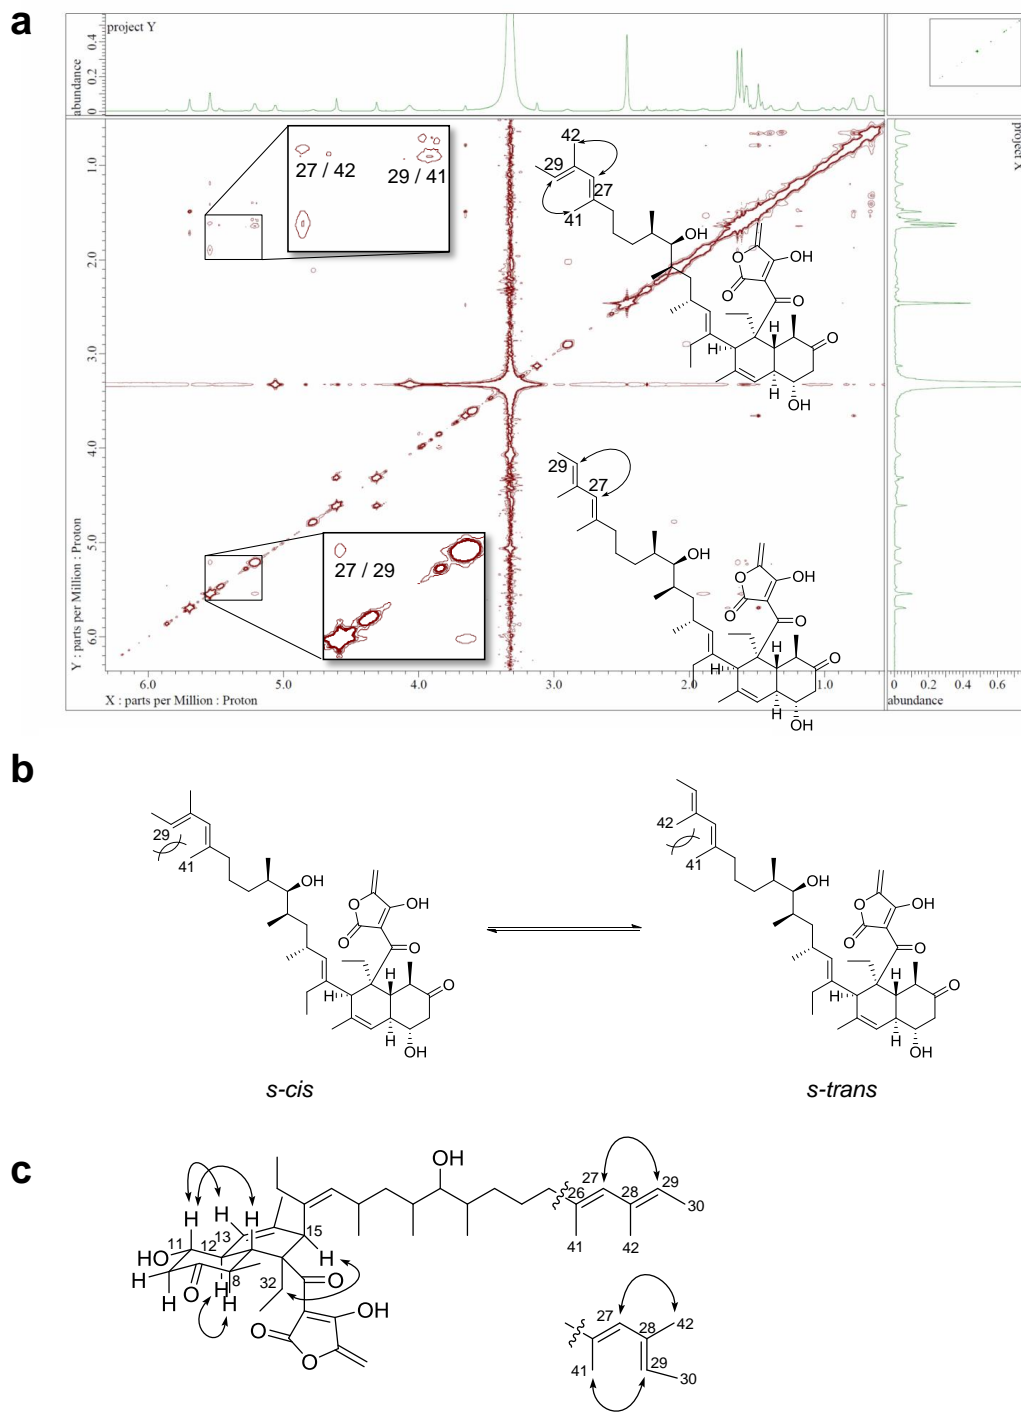 a
project Y
abundance
0 0.2 0.4
project X
27 / 42
29 / 41
1.0
2.0
3.0
4.0
5.0
6.0
Y : parts per Million : Proton
42
29
27
41
OH
O
OH
O
O
H
H
O
H
OH
27 / 29
29
27
OH
O
OH
O
O
H
H
O
H
OH
6.0 5.0 4.0 3.0 2.0 1.0
X : parts per Million : Proton
0 0.2 0.4 0.6
abundance
b
29
41
OH
O
OH
O
O
H
H
O
H
OH
s-cis
42
41
OH
O
OH
O
O
H
H
O
H
OH
s-trans
c
OH
27
29
26
28
30
41
42
H
H
H
15
11
13
12
HO
H
O
H
8
H
H
H
32
O
OH
O
O
27
42
28
41
29
30